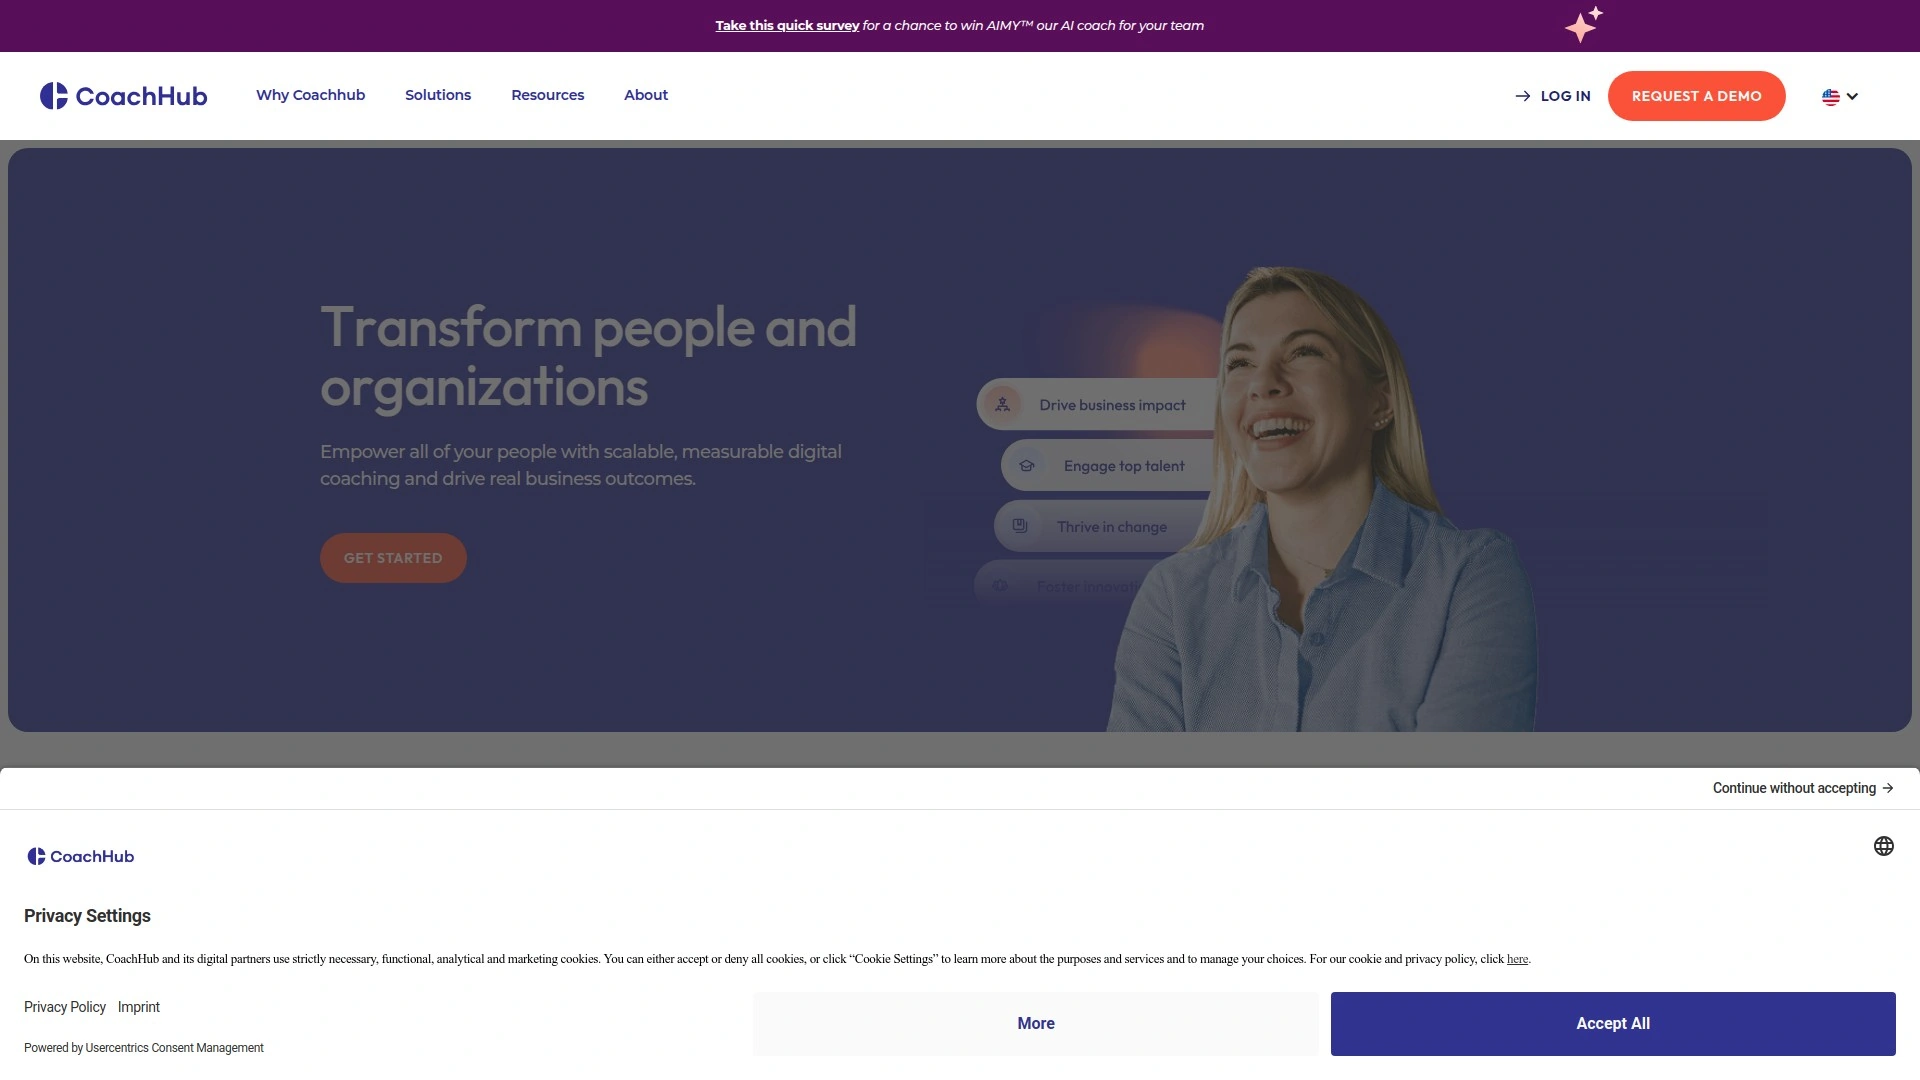 Take this quick survey for a chance to win AIMY™ our AI coach for your team
CoachHub
Why Coachhub
Solutions
Resources
About
LOG IN
REQUEST A DEMO
Transform people and
organizations
Empower all of your people with scalable, measurable digital
coaching and drive real business outcomes.
GET STARTED
Drive business impact
Engage top talent
Thrive in change
Foster
Continue without accepting
CoachHub
Privacy Settings
On this website, CoachHub and its digital partners use strictly necessary, functional, analytical and marketing cookies. You can either accept or deny all cookies, or click “Cookie Settings” to learn more about the purposes and services and to manage your choices. For our cookie and privacy policy, click here.
Privacy Policy
Imprint
More
Accept All
Powered by Usercentrics Consent Management